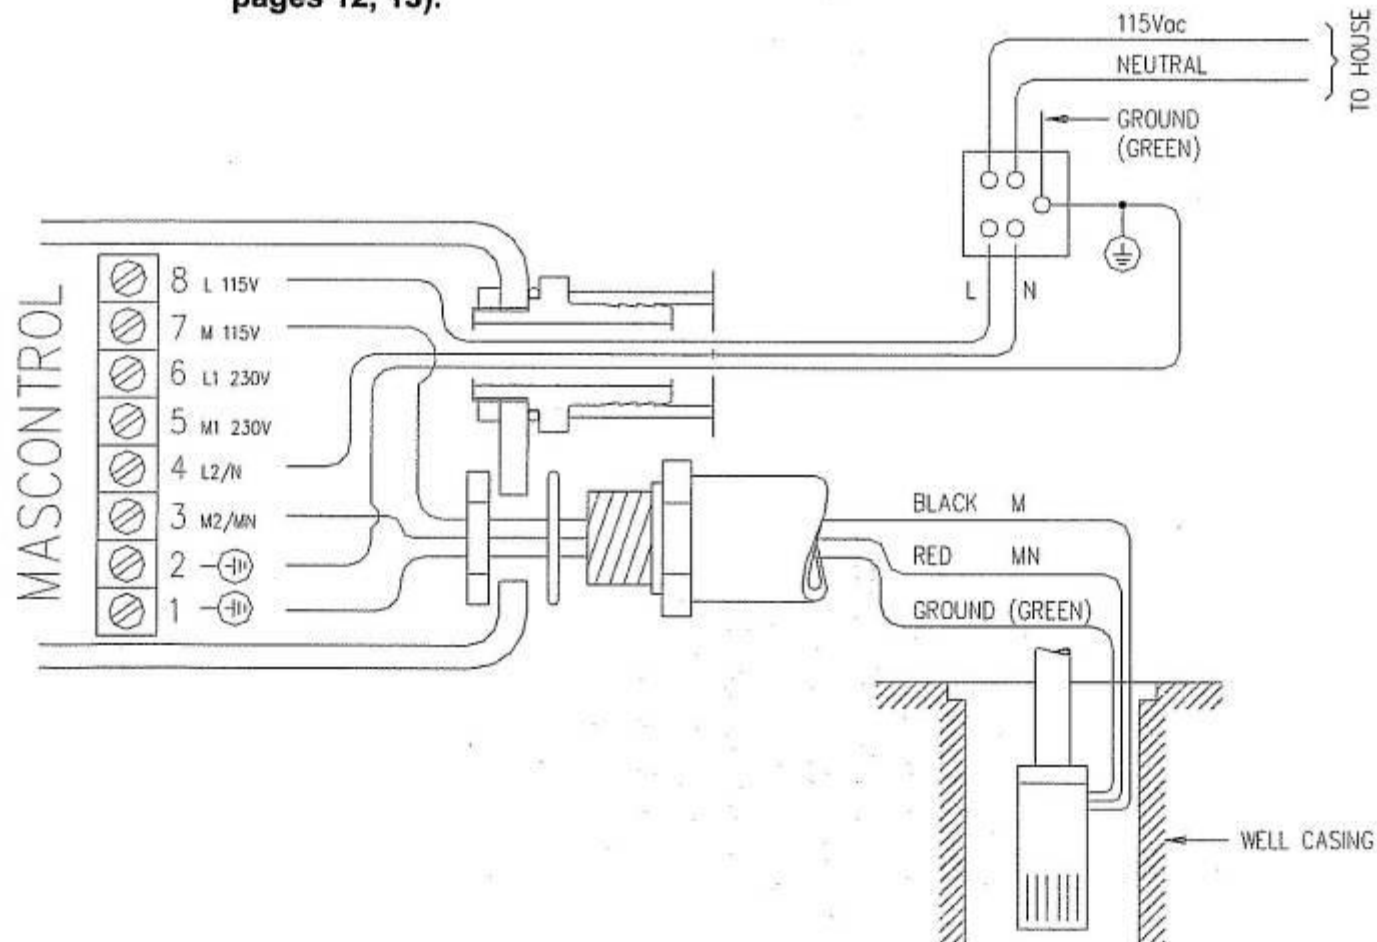 pages 12, 13).
115Vac
NEUTRAL
TO HOUSE
GROUND
(GREEN)
L N
MASCONTROL
8 L 115V
7 M 115V
6 L1 230V
5 M1 230V
4 L2/N
3 M2/MN
2
1
BLACK M
RED MN
GROUND (GREEN)
WELL CASING